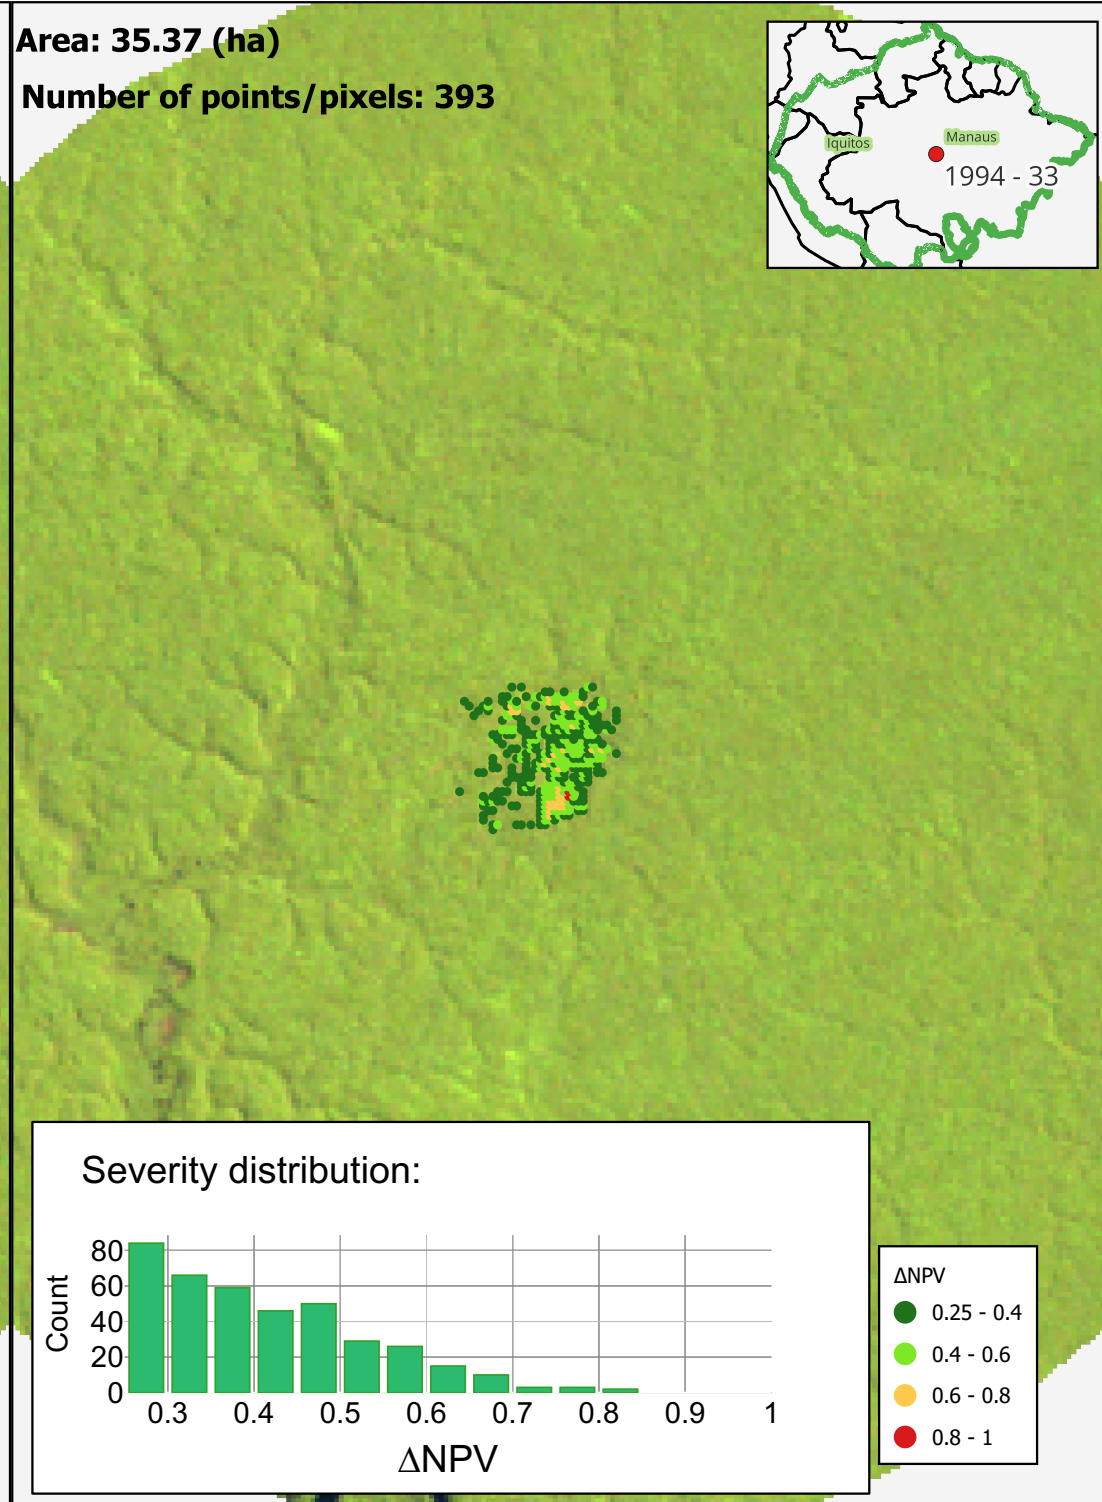 Area: 35.37 (ha)
Number of points/pixels: 393
Iquitos
Manaus
1994 - 33
Severity distribution:
Count
80
60
40
20
0
0.3 0.4 0.5 0.6 0.7 0.8 0.9 1
ΔNPV
ΔNPV
0.25 - 0.4
0.4 - 0.6
0.6 - 0.8
0.8 - 1